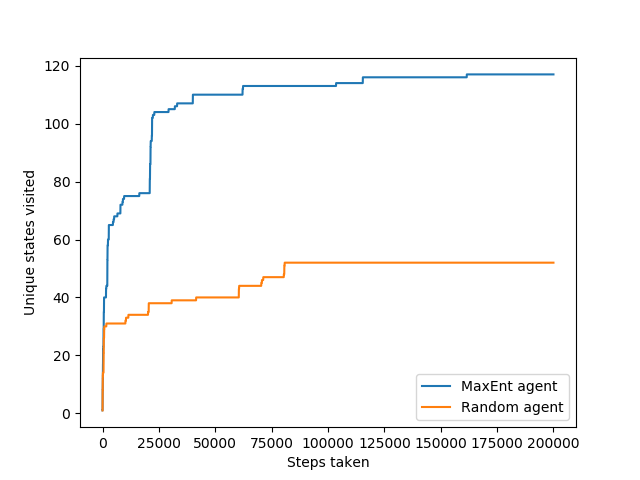 120
100
80
60
40
20
0
Unique states visited
MaxEnt agent
Random agent
0 25000 50000 75000 100000 125000 150000 175000 200000
Steps taken